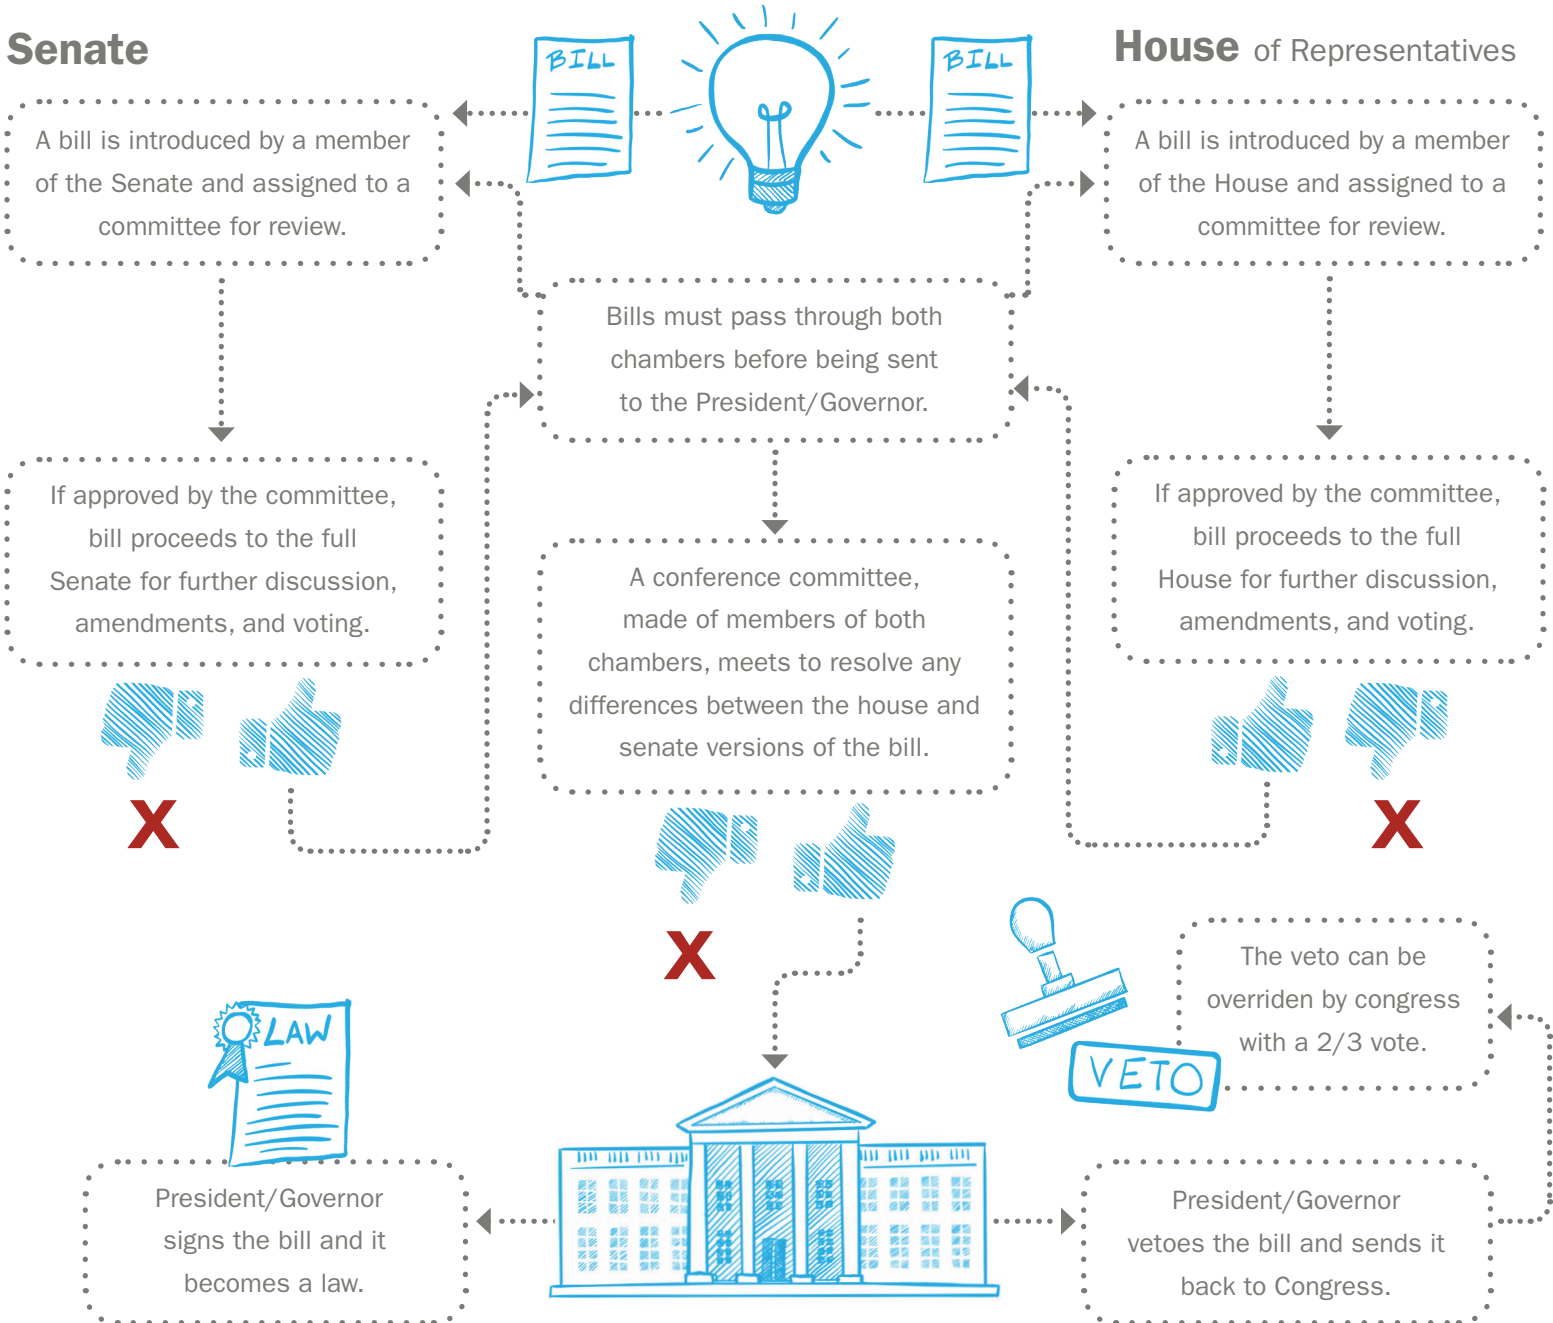 Senate
BILL
BILL
House of Representatives
A bill is introduced by a member
of the Senate and assigned to a
committee for review.
A bill is introduced by a member
of the House and assigned to a
committee for review.
Bills must pass through both
chambers before being sent
to the President/Governor.
If approved by the committee,
bill proceeds to the full
Senate for further discussion,
amendments, and voting.
A conference committee,
made of members of both
chambers, meets to resolve any
differences between the house and
senate versions of the bill.
If approved by the committee,
bill proceeds to the full
House for further discussion,
amendments, and voting.
X
X
X
The veto can be
overriden by congress
with a 2/3 vote.
VETO
LAW
President/Governor
signs the bill and it
becomes a law.
President/Governor
vetoes the bill and sends it
back to Congress.